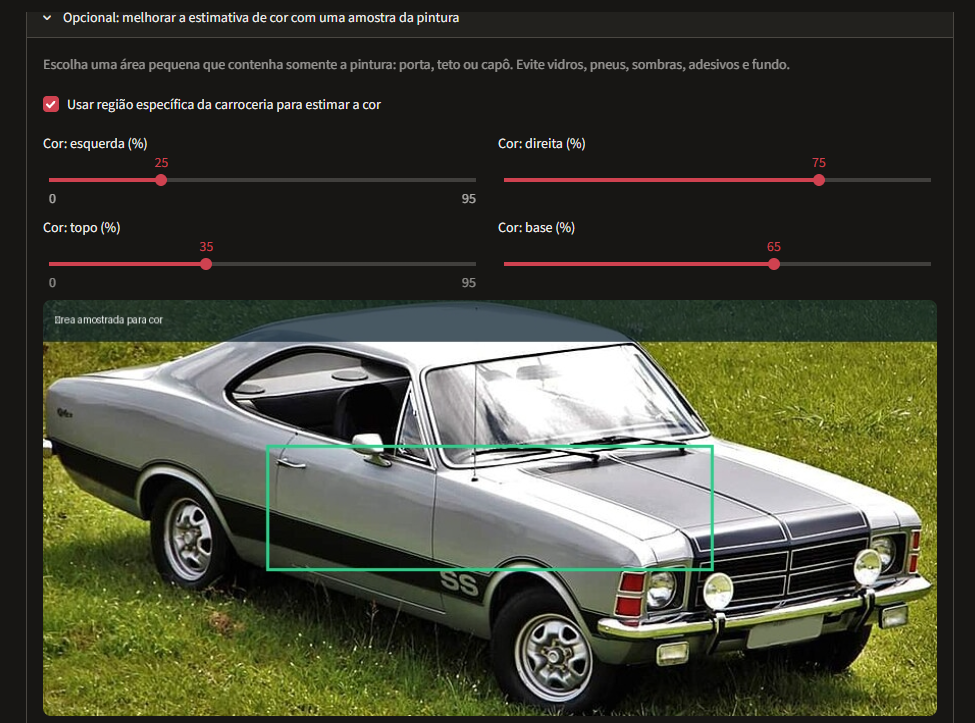 Opcional: melhorar a estimativa de cor com uma amostra da pintura
Escolha uma área pequena que contenha somente a pintura: porta, teto ou capô. Evite vidros, pneus, sombras, adesivos e fundo.
Usar região específica da carroceria para estimar a cor
Cor: esquerda (%)
25
0 95
Cor: direita (%)
75
Cor: topo (%)
35
0 95
Cor: base (%)
65
▯rea amostrada para cor
SS